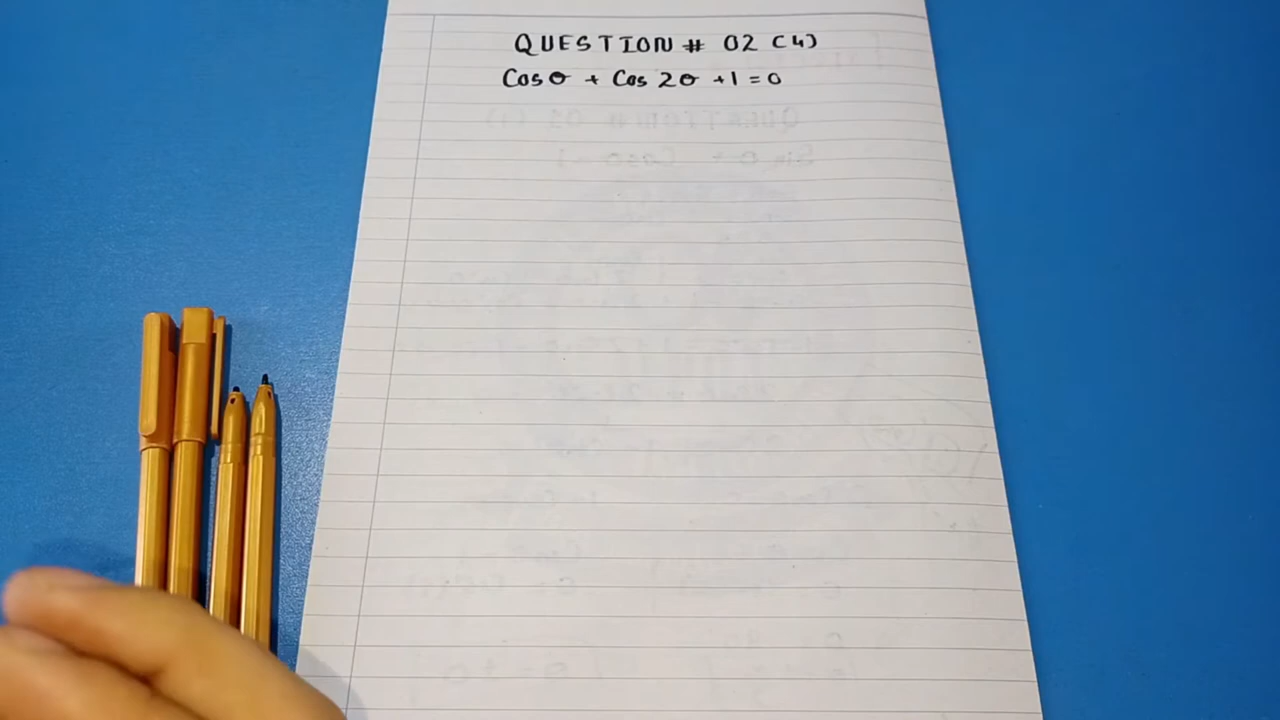 QUESTION # 02 (4)
Cosθ + Cos 2θ +1 = 0